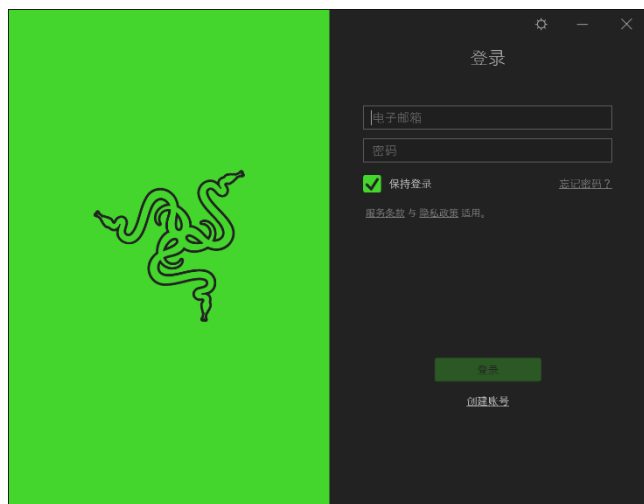 登录
电子邮箱
密码
保持登录 忘记密码？
服务条款 与 隐私政策 适用。
登录
创建账号